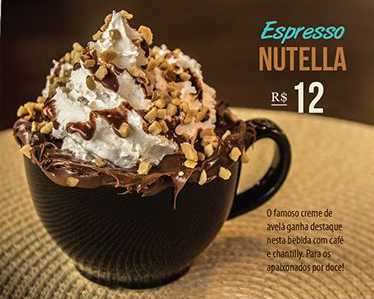 Espresso
NUTELLA
R$ 12
O famoso creme de
avelã ganha destaque
nesta bebida com café
e chantilly. Para os
apaixonados por doce!